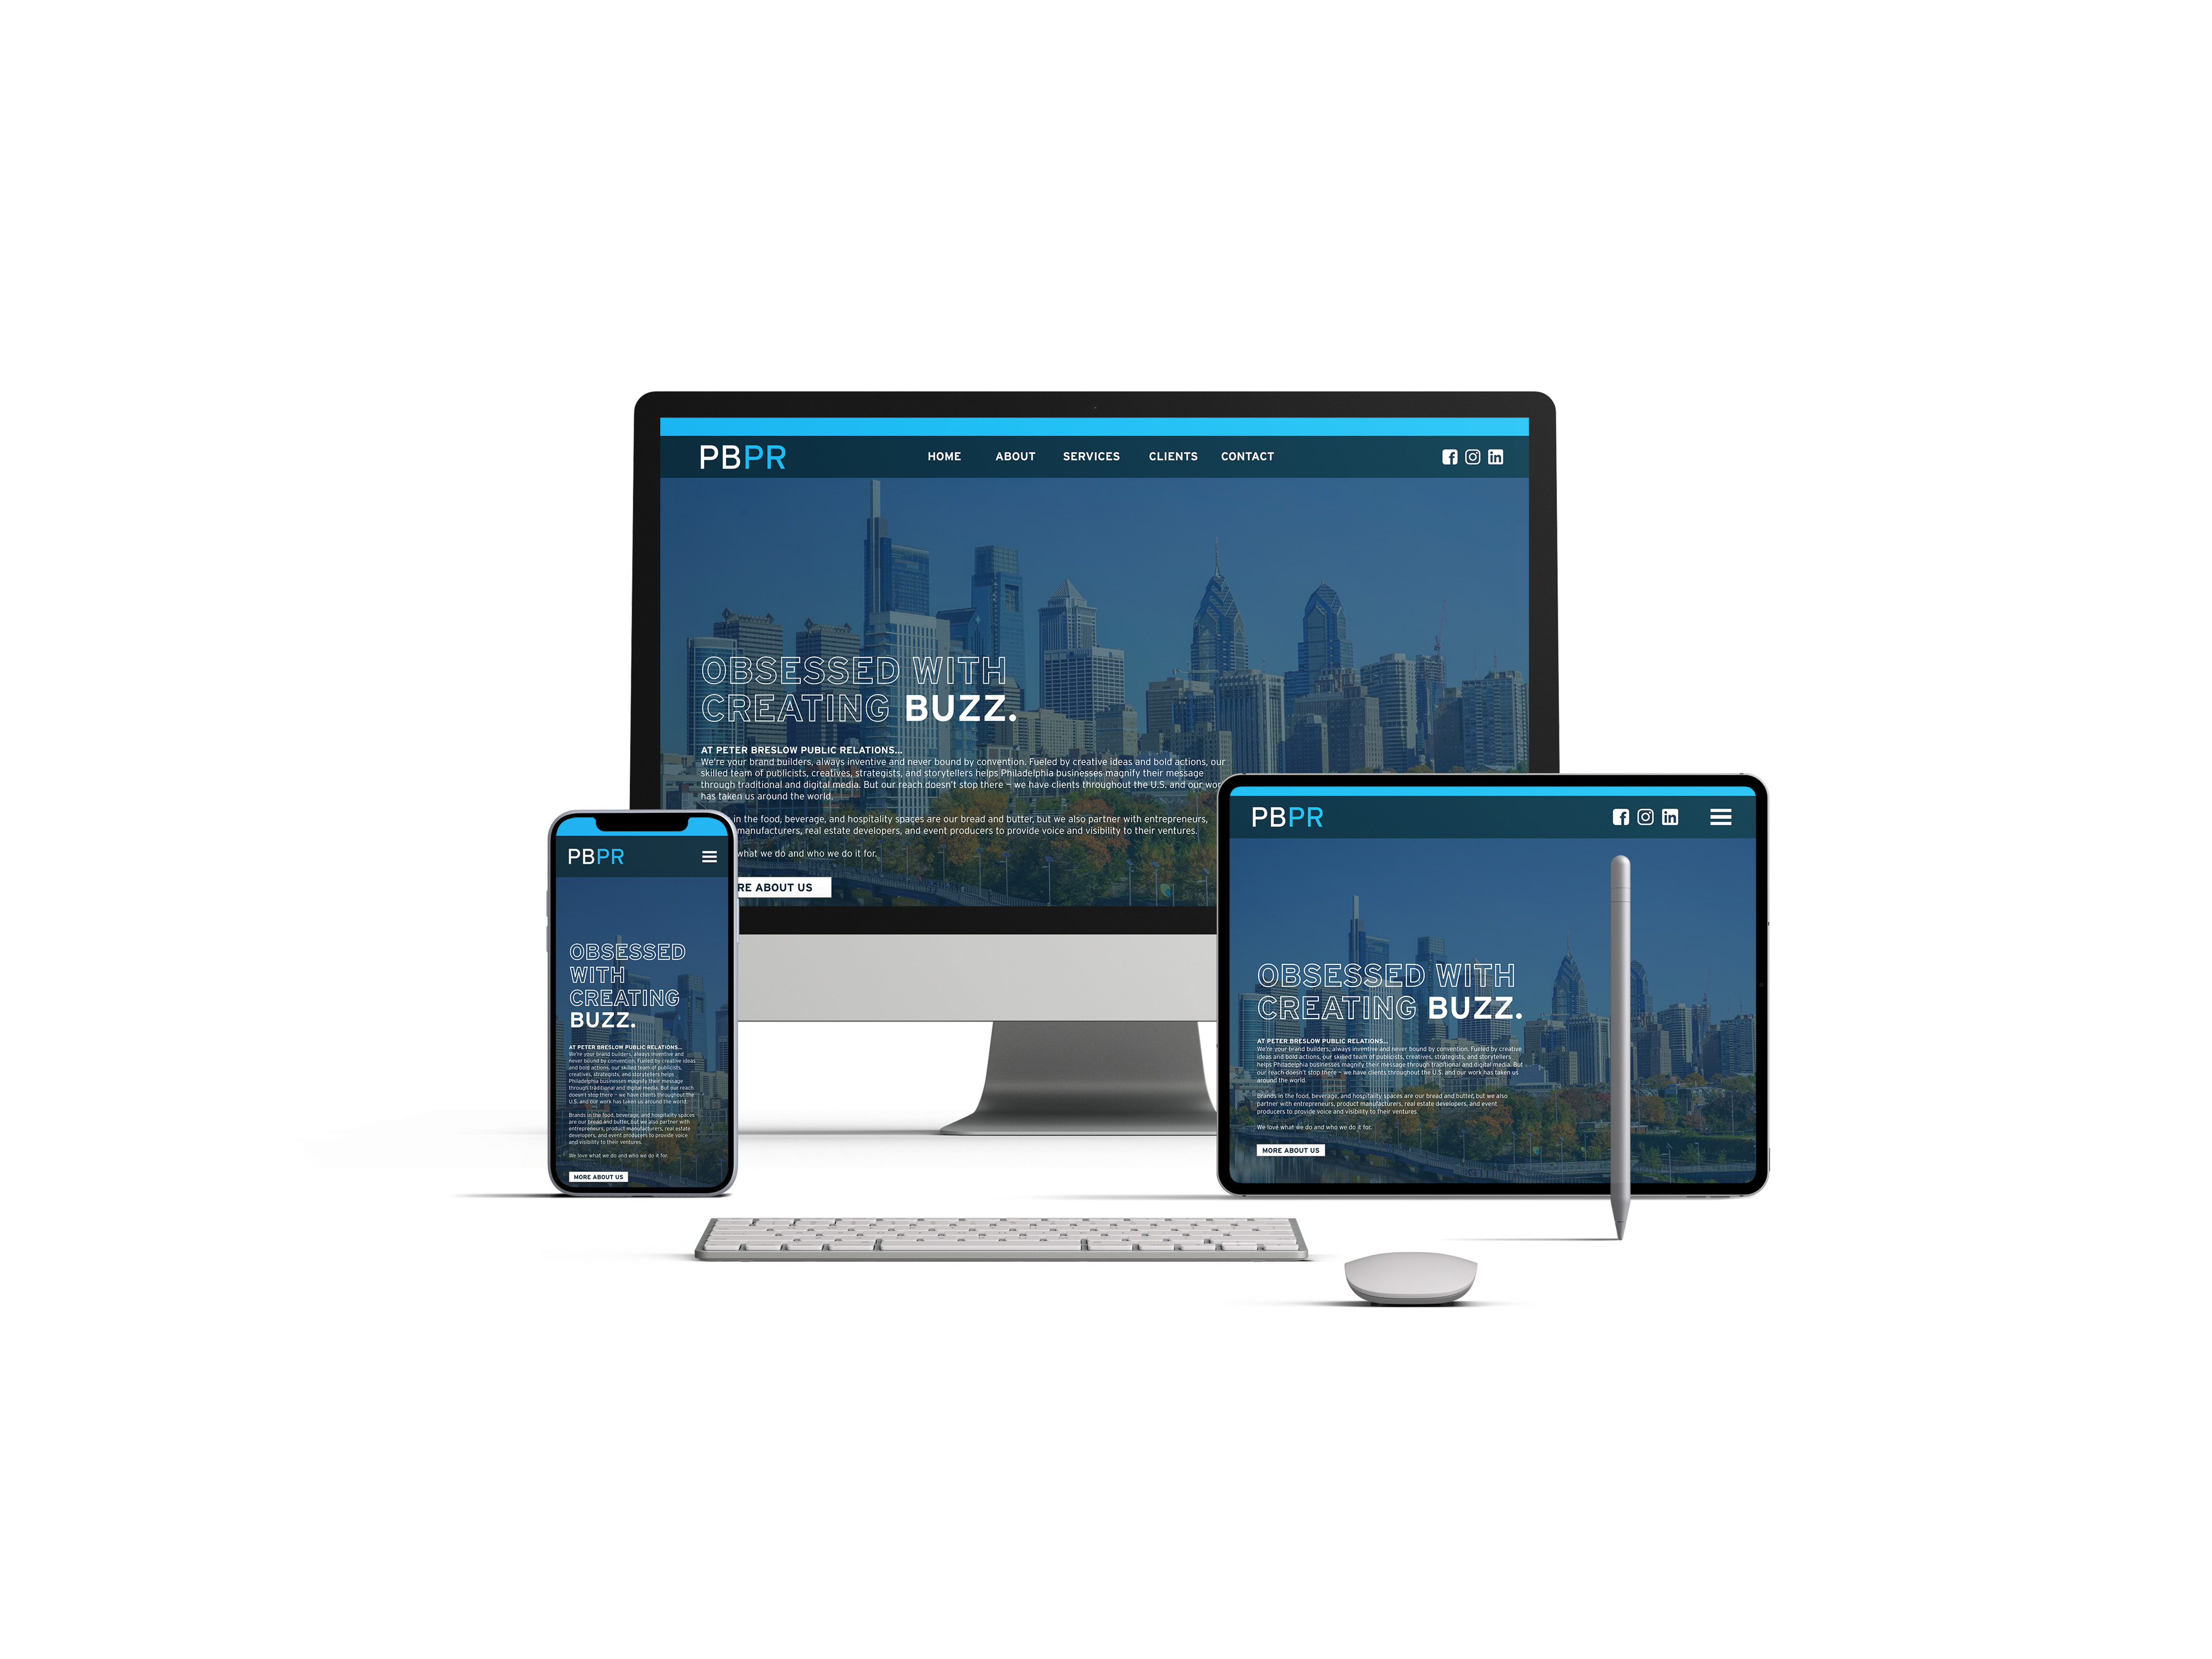 PBPR
HOME ABOUT SERVICES CLIENTS CONTACT
OBSESSED WITH
CREATING BUZZ.
AT PETER BRESLOW PUBLIC RELATIONS...
We're your brand builders, always inventive and never bound by convention. Fueled by creative ideas and bold actions, our
skilled team of publicists, creatives, strategists, and storytellers helps Philadelphia businesses magnify their message
through traditional and digital media. But our reach doesn't stop there – we have clients throughout the U.S. and our
has taken us around the world.
in the food, beverage, and hospitality spaces are our bread and butter, but we also partner with entrepreneurs,
manufacturers, real estate developers, and event producers to provide voice and visibility to their ventures.
what we do and who we do it for.
RE ABOUT US
PBPR
OBSESSED
WITH
CREATING
BUZZ.
AT PETER BRESLOW PUBLIC RELATIONS...
We're your brand builders, always inventive and
never bound by convention. Fueled by creative ideas
and bold actions, our skilled team of publicists,
creatives, strategists, and storytellers helps
Philadelphia businesses magnify their message
through traditional and digital media. But our reach
doesn't stop there – we have clients throughout the
U.S. and our work has taken us around the world.
Brands in the food, beverage, and hospitality spaces
are our bread and butter, but we also partner with
entrepreneurs, product manufacturers, real estate
developers, and event producers to provide voice
and visibility to their ventures.
We love what we do and who we do it for.
MORE ABOUT US
PBPR
OBSESSED WITH
CREATING BUZZ.
AT PETER BRESLOW PUBLIC RELATIONS...
We're your brand builders, always inventive and never bound by convention. Fueled by creative
ideas and bold actions, our skilled team of publicists, creatives, strategists, and storytellers
helps Philadelphia businesses magnify their message through traditional and digital media. But
our reach doesn't stop there – we have clients throughout the U.S. and our work has taken us
around the world.
Brands in the food, beverage, and hospitality spaces are our bread and butter, but we also
partner with entrepreneurs, product manufacturers, real estate developers, and event
producers to provide voice and visibility to their ventures.
We love what we do and who we do it for.
MORE ABOUT US